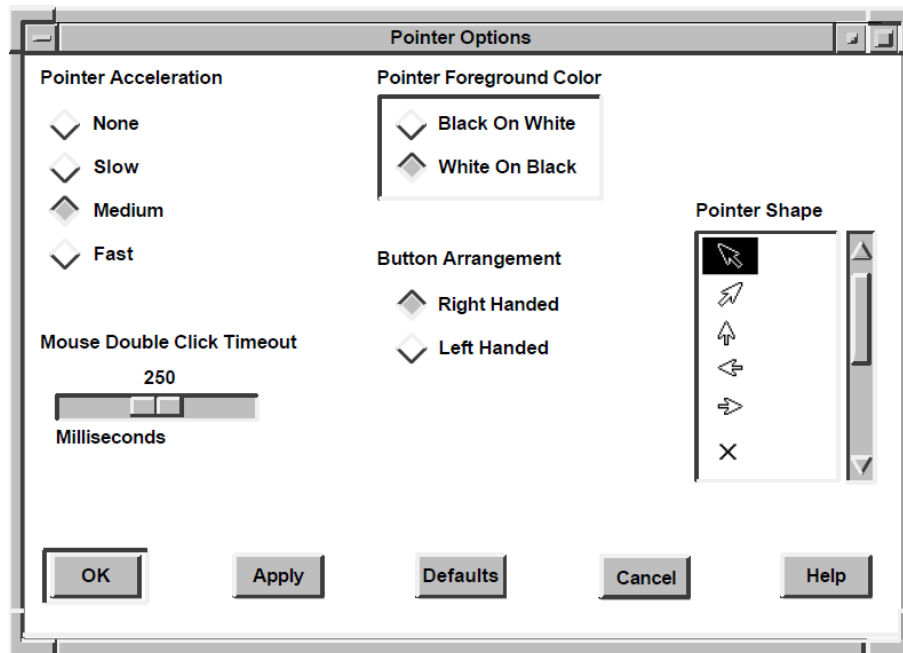 Pointer Options
Pointer Acceleration
None
Slow
Medium
Fast
Mouse Double Click Timeout
250
Milliseconds
Pointer Foreground Color
Black On White
White On Black
Button Arrangement
Right Handed
Left Handed
Pointer Shape
OK
Apply
Defaults
Cancel
Help